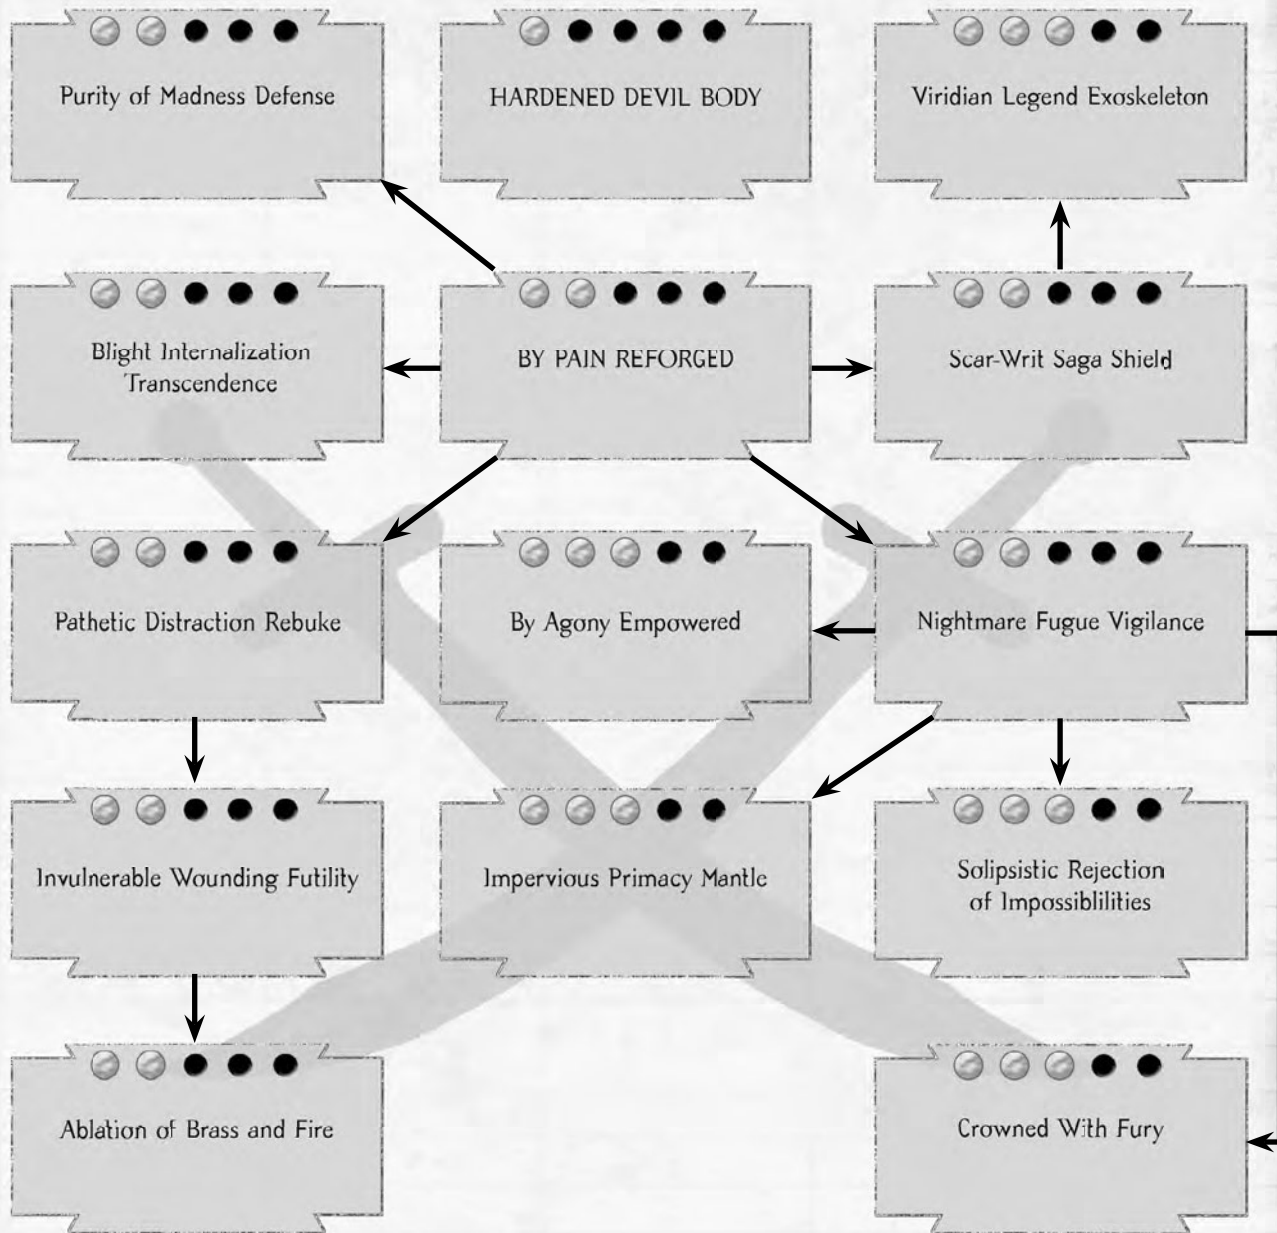 Purity of Madness Defense
HARDENED DEVIL BODY
Viridian Legend Exoskeleton
Blight Internalization
Transcendence
BY PAIN REFORGED
Scar-Writ Saga Shield
Pathetic Distraction Rebuke
By Agony Empowered
Nightmare Fugue Vigilance
Invulnerable Wounding Futility
Impervious Primacy Mantle
Solipsistic Rejection
of Impossiblilities
Ablation of Brass and Fire
Crowned With Fury